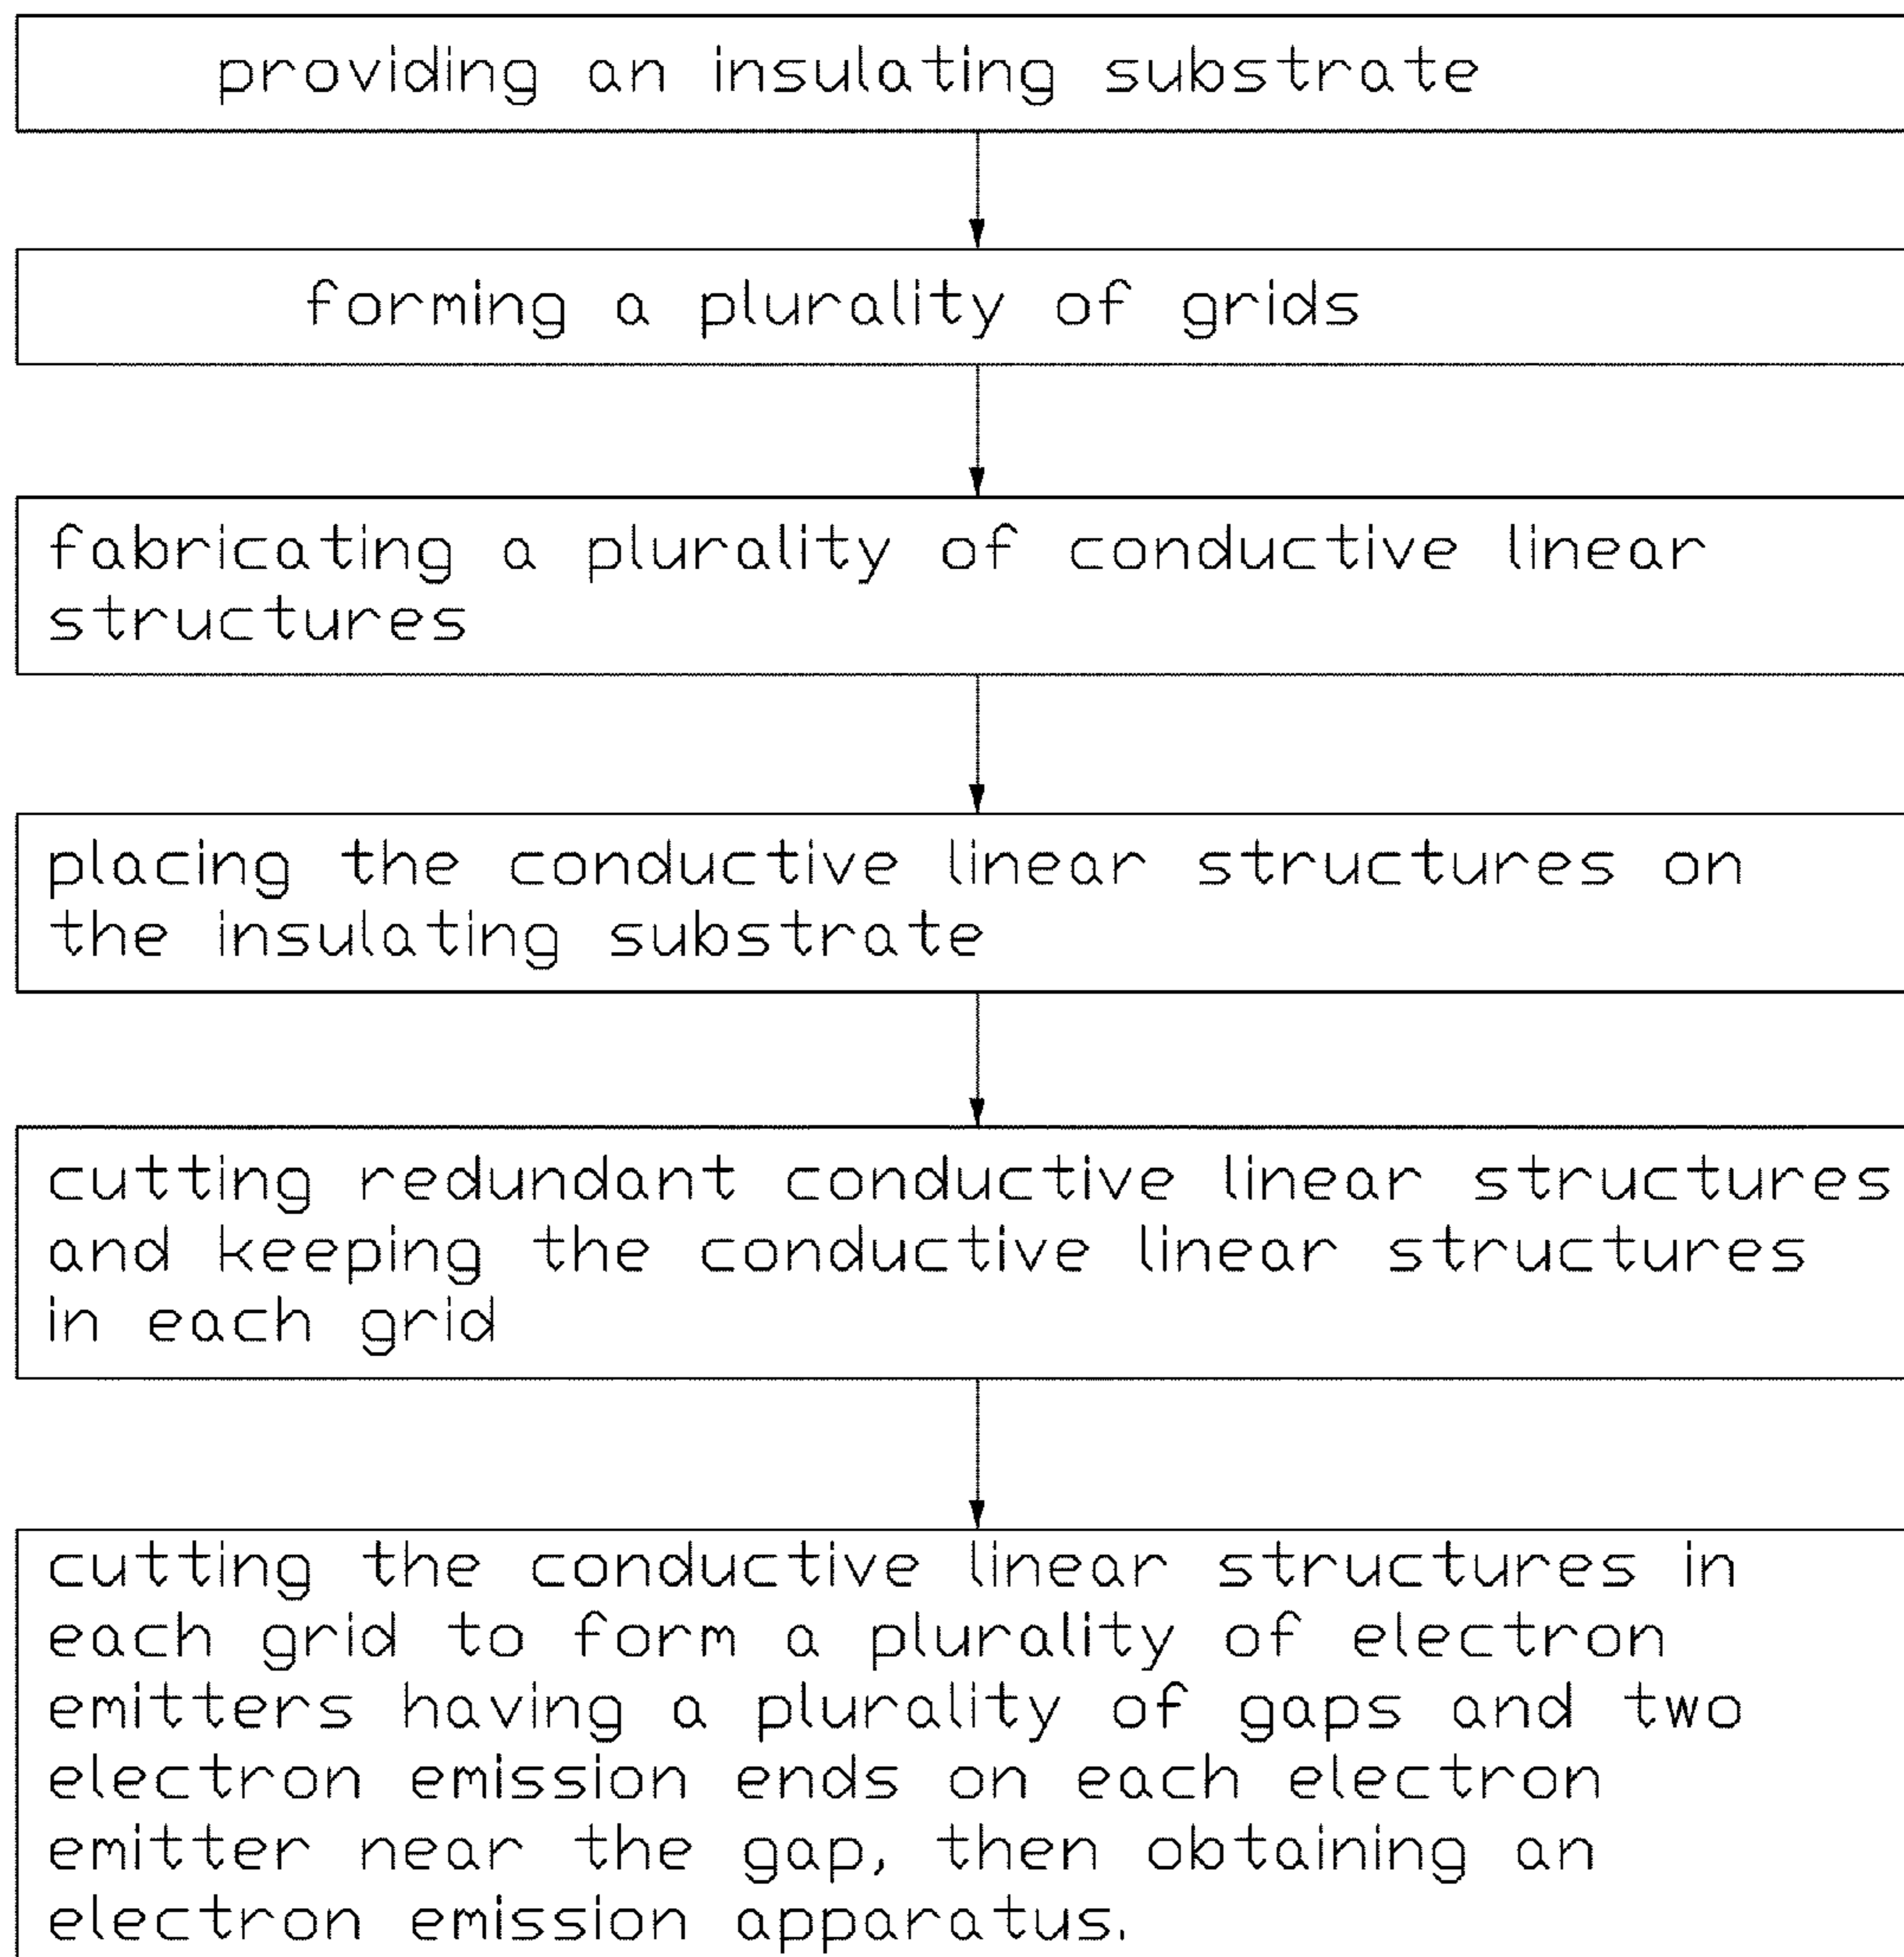 providing an insulating substrate
forming a plurality of grids
fabricating a plurality of conductive linear
structures
placing the conductive linear structures on
the insulating substrate
cutting redundant conductive linear structures
and keeping the conductive linear structures
in each grid
cutting the conductive linear structures in
each grid to form a plurality of electron
emitters having a plurality of gaps and two
electron emission ends on each electron
emitter near the gap, then obtaining an
electron emission apparatus.